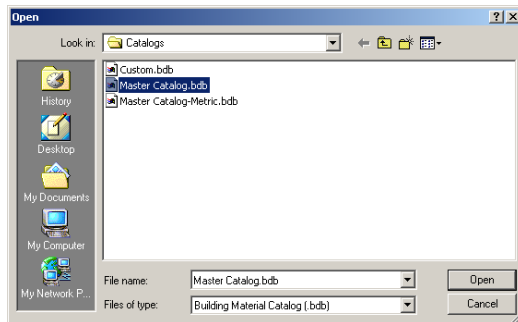 Open
Look in: Catalogs
History
Desktop
My Documents
My Computer
My Network P...
Custom.bdb
Master Catalog.bdb
Master Catalog-Metric.bdb
File name: Master Catalog.bdb Open
Files of type: Building Material Catalog (.bdb) Cancel